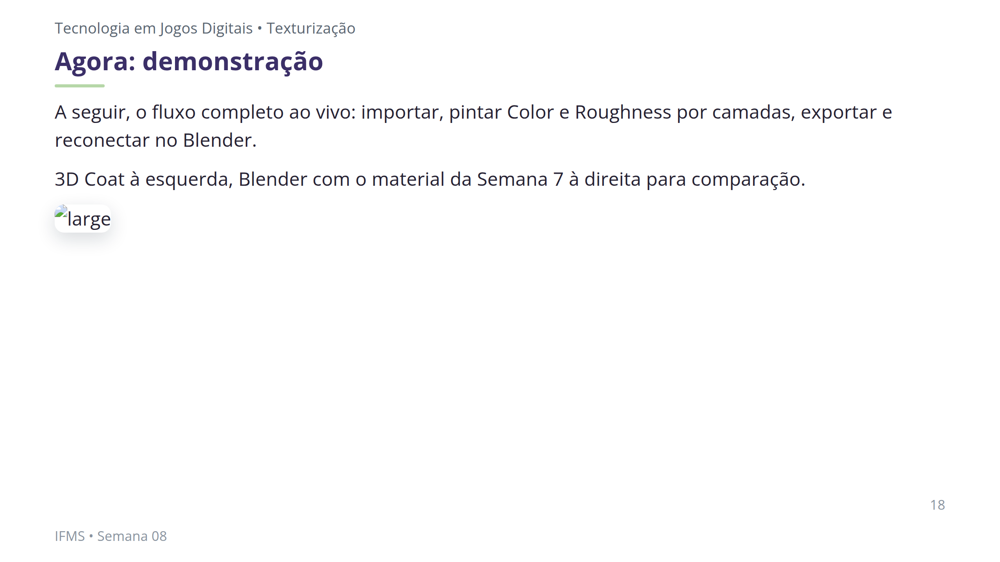 Tecnologia em Jogos Digitais • Texturização
Agora: demonstração
A seguir, o fluxo completo ao vivo: importar, pintar Color e Roughness por camadas, exportar e
reconectar no Blender.
3D Coat à esquerda, Blender com o material da Semana 7 à direita para comparação.
large
18
IFMS • Semana 08